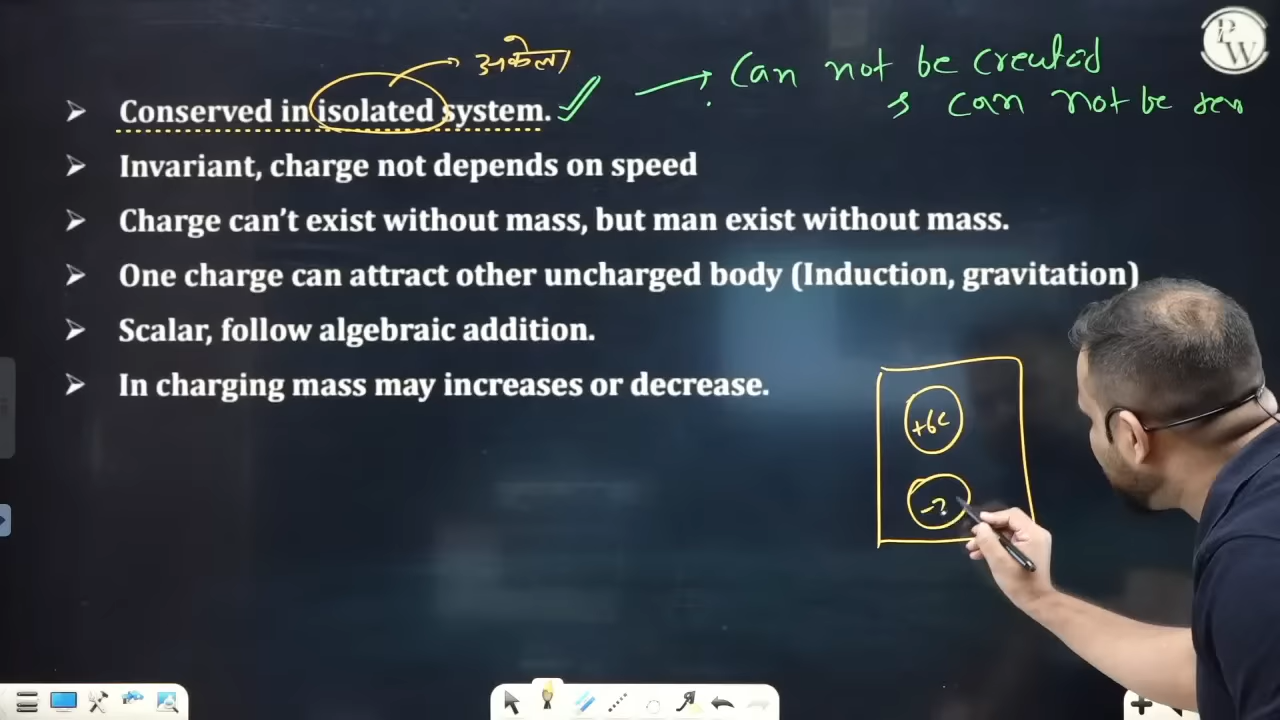 अकेला
Can not be created
Conserved in isolated system.
& can not be
Invariant, charge not depends on speed
Charge can't exist without mass, but man exist without mass.
One charge can attract other uncharged body (Induction, gravitation)
Scalar, follow algebraic addition.
In charging mass may increases or decrease.
PW